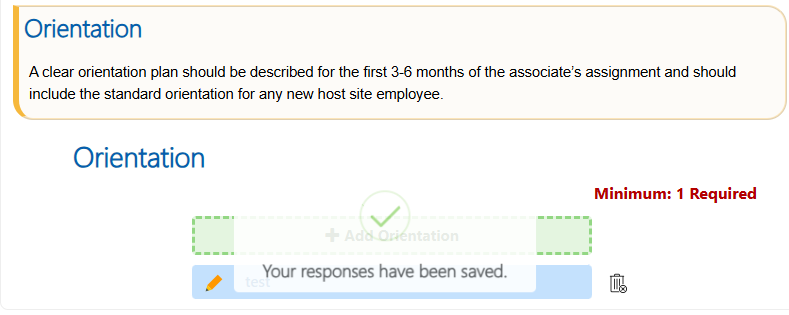 Orientation
A clear orientation plan should be described for the first 3-6 months of the associate's assignment and should
include the standard orientation for any new host site employee.
Orientation
Minimum: 1 Required
+ Add Orientation
Your responses have been saved.
test